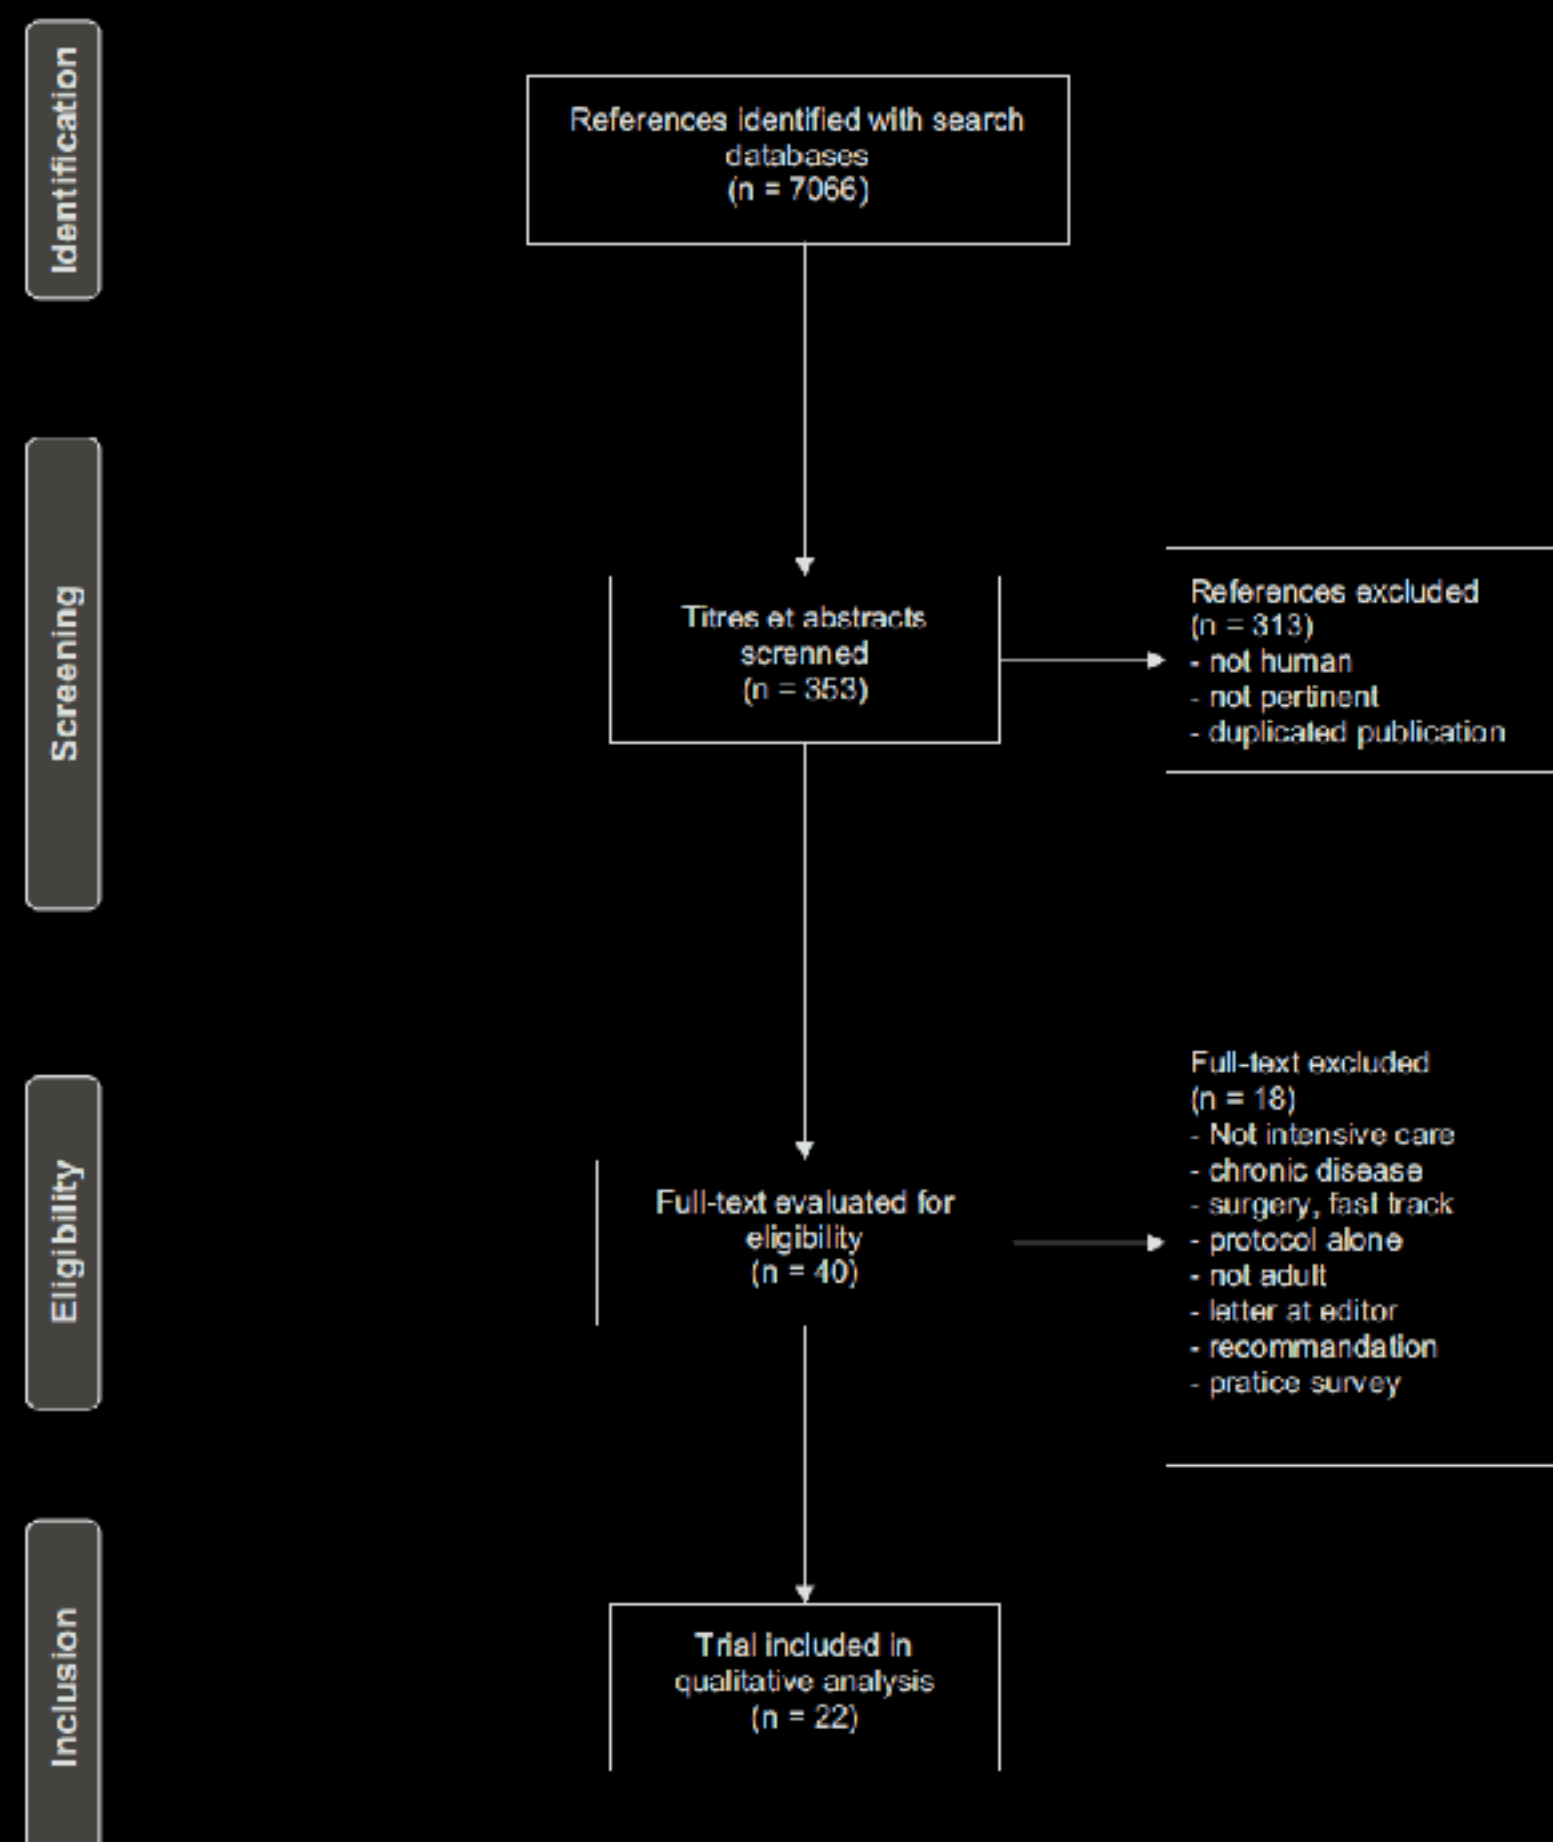 Identification
References identified with search
databases
(n = 7066)
Screening
Titres et abstracts
screnned
(n = 353)
References excluded
(n = 313)
- not human
- not pertinent
- duplicated publication
Eligibility
Full-text evaluated for
eligibility
(n = 40)
Full-text excluded
(n = 18)
- Not intensive care
- chronic disease
- surgery, fast track
- protocol alone
- not adult
- letter at editor
- recommandation
- pratice survey
Inclusion
Trial included in
qualitative analysis
(n = 22)